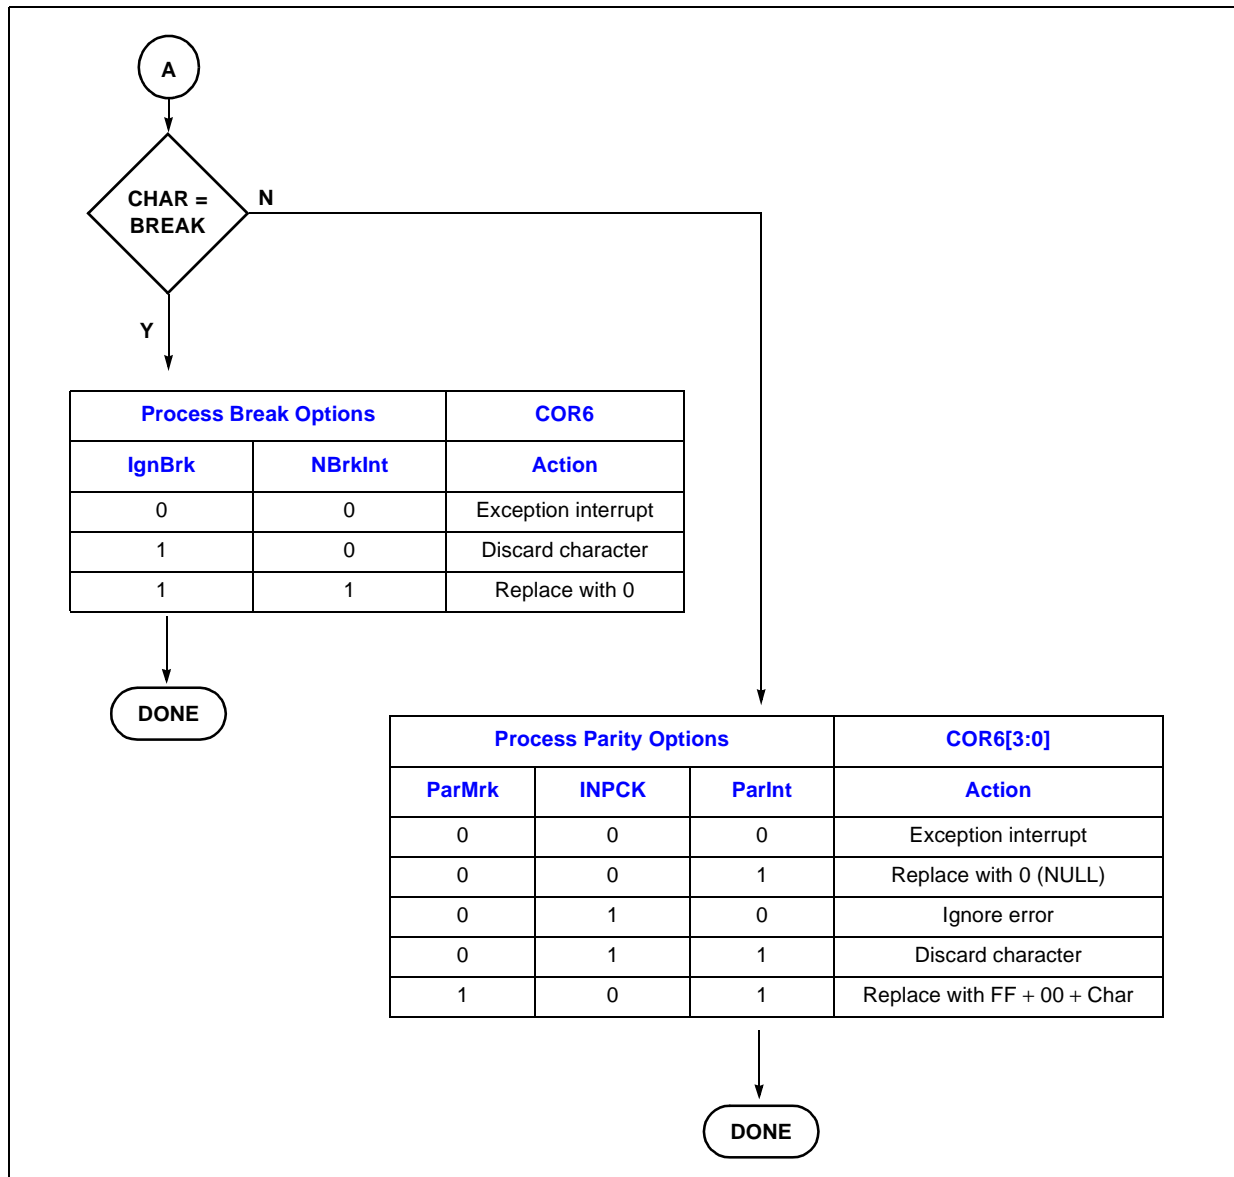 A
CHAR =
BREAK
N
Y
Process Break Options COR6
IgnBrk NBrkInt Action
0 0 Exception interrupt
1 0 Discard character
1 1 Replace with 0
DONE
Process Parity Options COR6[3:0]
ParMrk INPCK ParInt Action
0 0 0 Exception interrupt
0 0 1 Replace with 0 (NULL)
0 1 0 Ignore error
0 1 1 Discard character
1 0 1 Replace with FF + 00 + Char
DONE